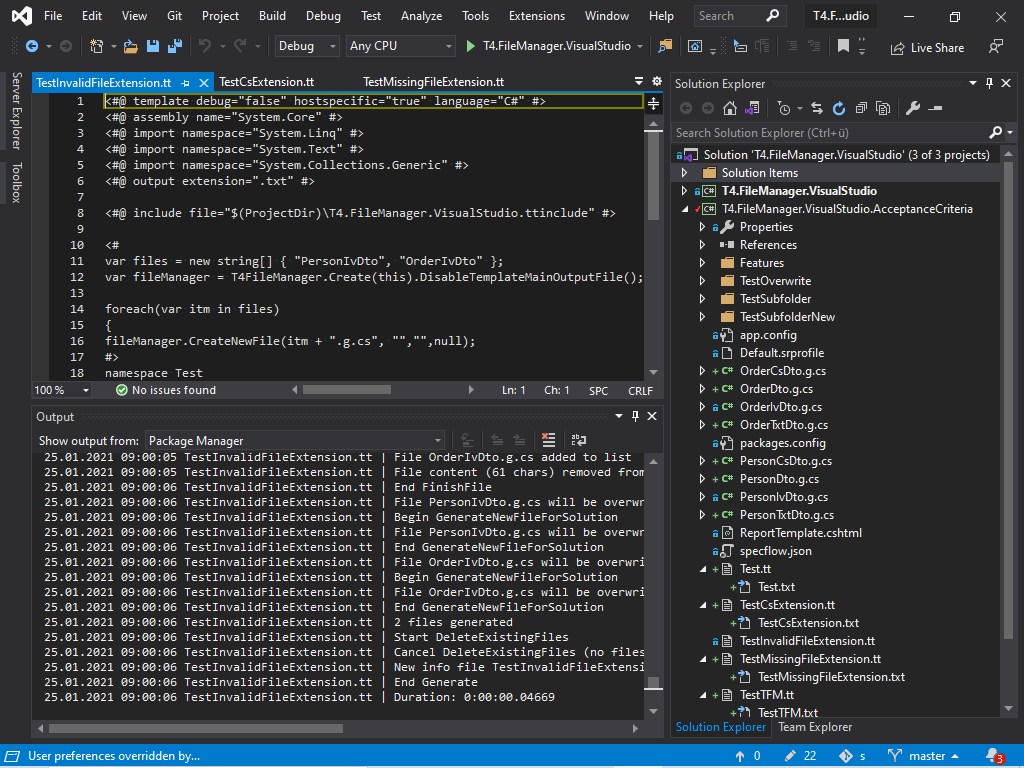 File Edit View Git Project Build Debug Test Analyze Tools Extensions Window Help Search T4.F...udio
Debug Any CPU T4.FileManager.VisualStudio Live Share
Server Explorer
Toolbox
TestInvalidFileExtension.tt TestCsExtension.tt TestMissingFileExtension.tt
1 <#@ template debug="false" hostspecific="true" language="C#" #>
2 <#@ assembly name="System.Core" #>
3 <#@ import namespace="System.Linq" #>
4 <#@ import namespace="System.Text" #>
5 <#@ import namespace="System.Collections.Generic" #>
6 <#@ output extension=".txt" #>
7
8 <#@ include file="$(ProjectDir)\T4.FileManager.VisualStudio.ttinclude" #>
9
10 <#
11 var files = new string[] { "PersonIvDto", "OrderIvDto" };
12 var fileManager = T4FileManager.Create(this).DisableTemplateMainOutputFile();
13
14 foreach(var itm in files)
15 {
16 fileManager.CreateNewFile(itm + ".g.cs", "","",null);
17 #>
18 namespace Test
100 % No issues found Ln: 1 Ch: 1 SPC CRLF
Output
Show output from: Package Manager
25.01.2021 09:00:05 TestInvalidFileExtension.tt | File OrderIvDto.g.cs added to list
25.01.2021 09:00:05 TestInvalidFileExtension.tt | File content (61 chars) removed from
25.01.2021 09:00:06 TestInvalidFileExtension.tt | End FinishFile
25.01.2021 09:00:06 TestInvalidFileExtension.tt | File PersonIvDto.g.cs will be overwr
25.01.2021 09:00:06 TestInvalidFileExtension.tt | Begin GenerateNewFileForSolution
25.01.2021 09:00:06 TestInvalidFileExtension.tt | File PersonIvDto.g.cs will be overwr
25.01.2021 09:00:06 TestInvalidFileExtension.tt | End GenerateNewFileForSolution
25.01.2021 09:00:06 TestInvalidFileExtension.tt | File OrderIvDto.g.cs will be overwri
25.01.2021 09:00:06 TestInvalidFileExtension.tt | Begin GenerateNewFileForSolution
25.01.2021 09:00:06 TestInvalidFileExtension.tt | File OrderIvDto.g.cs will be overwri
25.01.2021 09:00:06 TestInvalidFileExtension.tt | End GenerateNewFileForSolution
25.01.2021 09:00:06 TestInvalidFileExtension.tt | 2 files generated
25.01.2021 09:00:06 TestInvalidFileExtension.tt | Start DeleteExistingFiles
25.01.2021 09:00:06 TestInvalidFileExtension.tt | Cancel DeleteExistingFiles (no files
25.01.2021 09:00:06 TestInvalidFileExtension.tt | New info file TestInvalidFileExtensi
25.01.2021 09:00:06 TestInvalidFileExtension.tt | End Generate
25.01.2021 09:00:06 TestInvalidFileExtension.tt | Duration: 0:00:00.04669
Solution Explorer
Search Solution Explorer (Ctrl+ü)
Solution 'T4.FileManager.VisualStudio' (3 of 3 projects)
Solution Items
C# T4.FileManager.VisualStudio
C# T4.FileManager.VisualStudio.AcceptanceCriteria
Properties
References
Features
TestOverwrite
TestSubfolder
TestSubfolderNew
app.config
Default.srprofile
C# OrderCsDto.g.cs
C# OrderDto.g.cs
C# OrderIvDto.g.cs
C# OrderTxtDto.g.cs
packages.config
C# PersonCsDto.g.cs
C# PersonDto.g.cs
C# PersonIvDto.g.cs
C# PersonTxtDto.g.cs
ReportTemplate.cshtml
specflow.json
Test.tt
Test.txt
TestCsExtension.tt
TestCsExtension.txt
TestInvalidFileExtension.tt
TestMissingFileExtension.tt
TestMissingFileExtension.txt
TestTFM.tt
TestTFM.txt
Solution Explorer Team Explorer
User preferences overridden by... 0 22 s master 3